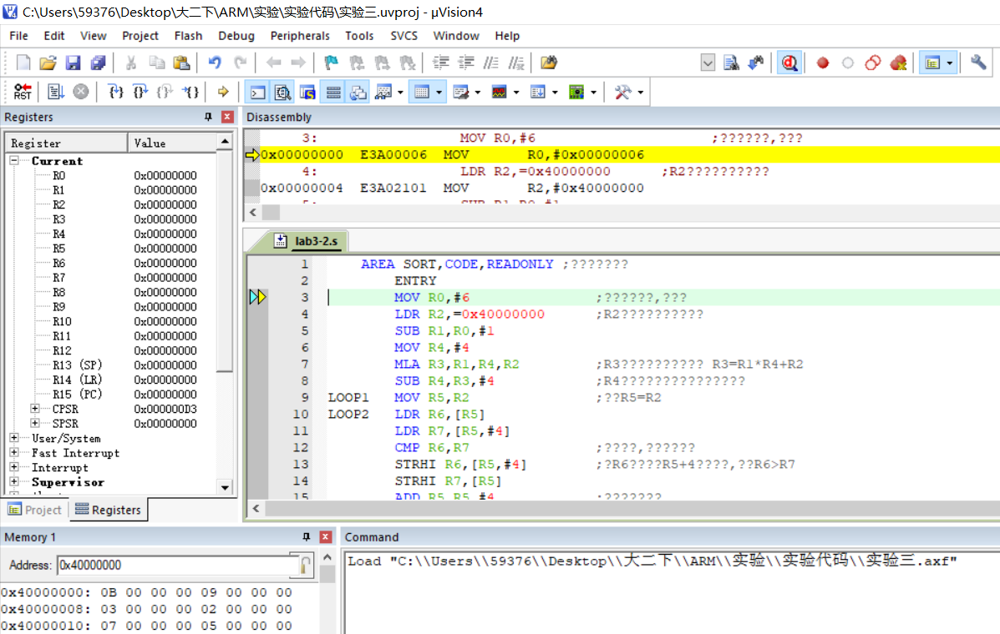 C:\Users\59376\Desktop\大二下\ARM\实验\实验代码\实验三.uvproj - µVision4
File Edit View Project Flash Debug Peripherals Tools SVCS Window Help
RST
Registers
Register Value
Current
R0 0x00000000
R1 0x00000000
R2 0x00000000
R3 0x00000000
R4 0x00000000
R5 0x00000000
R6 0x00000000
R7 0x00000000
R8 0x00000000
R9 0x00000000
R10 0x00000000
R11 0x00000000
R12 0x00000000
R13 (SP) 0x00000000
R14 (LR) 0x00000000
R15 (PC) 0x00000000
CPSR 0x000000D3
SPSR 0x00000000
User/System
Fast Interrupt
Interrupt
Supervisor
Project Registers
Disassembly
3: MOV R0,#6 ;??????,???
0x00000000 E3A00006 MOV R0,#0x00000006
4: LDR R2,=0x40000000 ;R2??????????
0x00000004 E3A02101 MOV R2,#0x40000000
5: SUB R1,R0,#1
lab3-2.s
1 AREA SORT,CODE,READONLY ;???????
2 ENTRY
3 MOV R0,#6 ;??????,???
4 LDR R2,=0x40000000 ;R2??????????
5 SUB R1,R0,#1
6 MOV R4,#4
7 MLA R3,R1,R4,R2 ;R3?????????? R3=R1*R4+R2
8 SUB R4,R3,#4 ;R4???????????????
9 LOOP1 MOV R5,R2 ;??R5=R2
10 LOOP2 LDR R6,[R5]
11 LDR R7,[R5,#4]
12 CMP R6,R7 ;????,??????
13 STRHI R6,[R5,#4] ;?R6????R5+4????,??R6>R7
14 STRHI R7,[R5]
15 ADD R5,R5,#4 ;???????
Memory 1
Address: 0x40000000
0x40000000: 0B 00 00 00 09 00 00 00
0x40000008: 03 00 00 00 02 00 00 00
0x40000010: 07 00 00 00 05 00 00 00
Command
Load "C:\\Users\\59376\\Desktop\\大二下\\ARM\\实验\\实验代码\\实验三.axf"